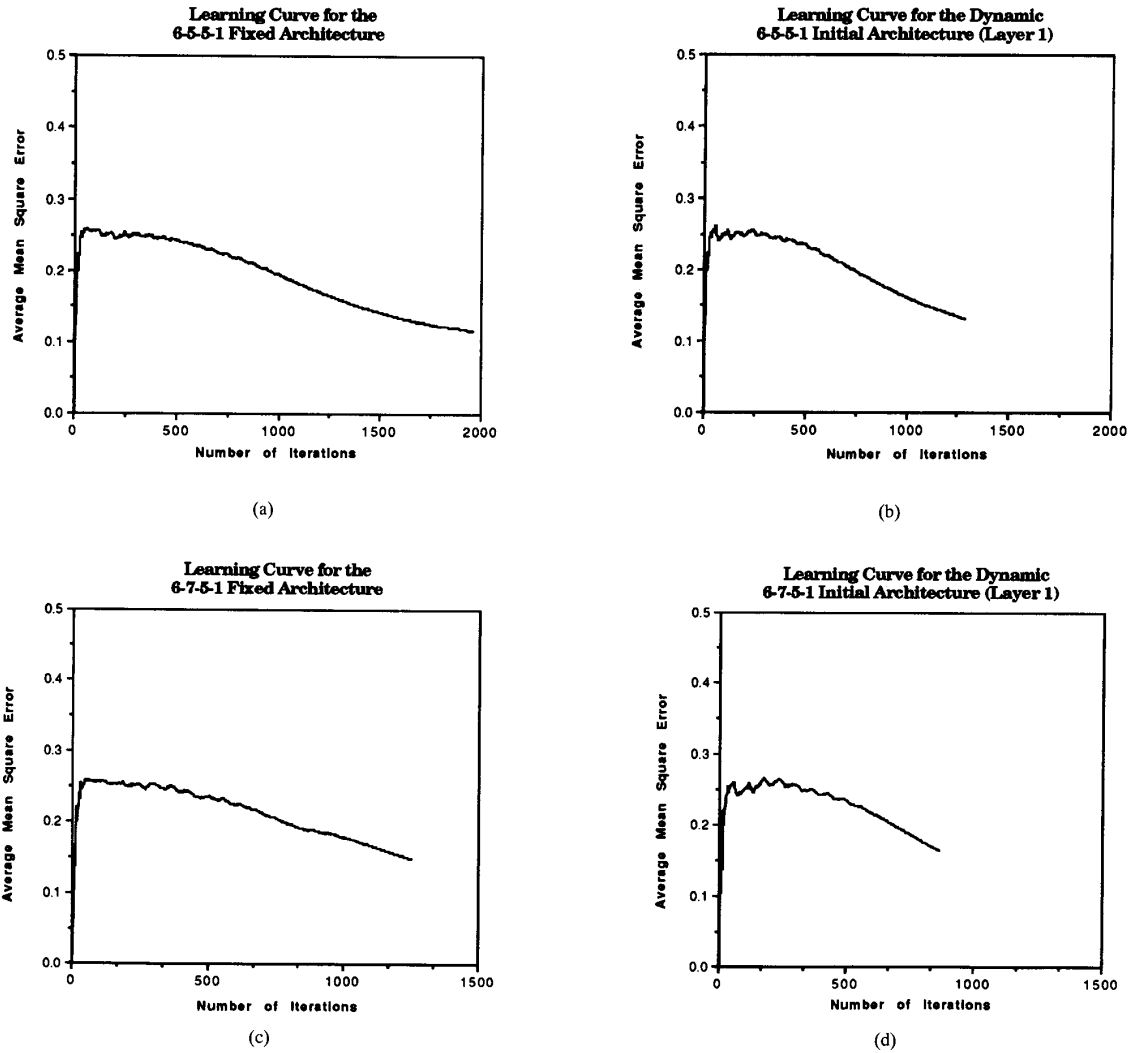 Learning Curve for the
6-5-5-1 Fixed Architecture
0.5
0.4
0.3
0.2
0.1
0.0
Average Mean Square Error
0 500 1000 1500 2000
Number of Iterations
(a)
Learning Curve for the Dynamic
6-5-5-1 Initial Architecture (Layer 1)
0.5
0.4
0.3
0.2
0.1
0.0
Average Mean Square Error
0 500 1000 1500 2000
Number of Iterations
(b)
Learning Curve for the
6-7-5-1 Fixed Architecture
0.5
0.4
0.3
0.2
0.1
0.0
Average Mean Square Error
0 500 1000 1500
Number of Iterations
(c)
Learning Curve for the Dynamic
6-7-5-1 Initial Architecture (Layer 1)
0.5
0.4
0.3
0.2
0.1
0.0
Average Mean Square Error
0 500 1000 1500
Number of Iterations
(d)